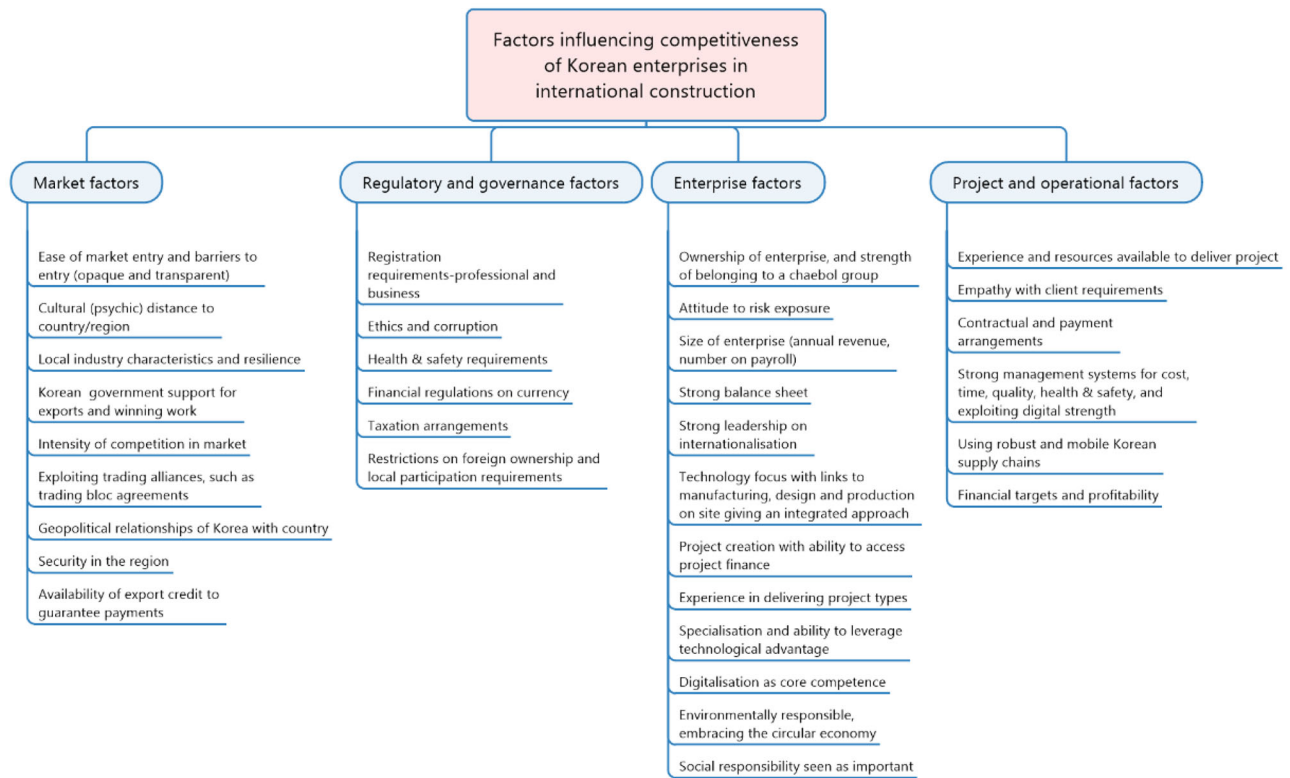 Factors influencing competitiveness
of Korean enterprises in
international construction
Market factors
Ease of market entry and barriers to
entry (opaque and transparent)
Cultural (psychic) distance to
country/region
Local industry characteristics and resilience
Korean government support for
exports and winning work
Intensity of competition in market
Exploiting trading alliances, such as
trading bloc agreements
Geopolitical relationships of Korea with country
Security in the region
Availability of export credit to
guarantee payments
Regulatory and governance factors
Registration
requirements-professional and
business
Ethics and corruption
Health & safety requirements
Financial regulations on currency
Taxation arrangements
Restrictions on foreign ownership and
local participation requirements
Enterprise factors
Ownership of enterprise, and strength
of belonging to a chaebol group
Attitude to risk exposure
Size of enterprise (annual revenue,
number on payroll)
Strong balance sheet
Strong leadership on
internationalisation
Technology focus with links to
manufacturing, design and production
on site giving an integrated approach
Project creation with ability to access
project finance
Experience in delivering project types
Specialisation and ability to leverage
technological advantage
Digitalisation as core competence
Environmentally responsible,
embracing the circular economy
Social responsibility seen as important
Project and operational factors
Experience and resources available to deliver project
Empathy with client requirements
Contractual and payment
arrangements
Strong management systems for cost,
time, quality, health & safety, and
exploiting digital strength
Using robust and mobile Korean
supply chains
Financial targets and profitability